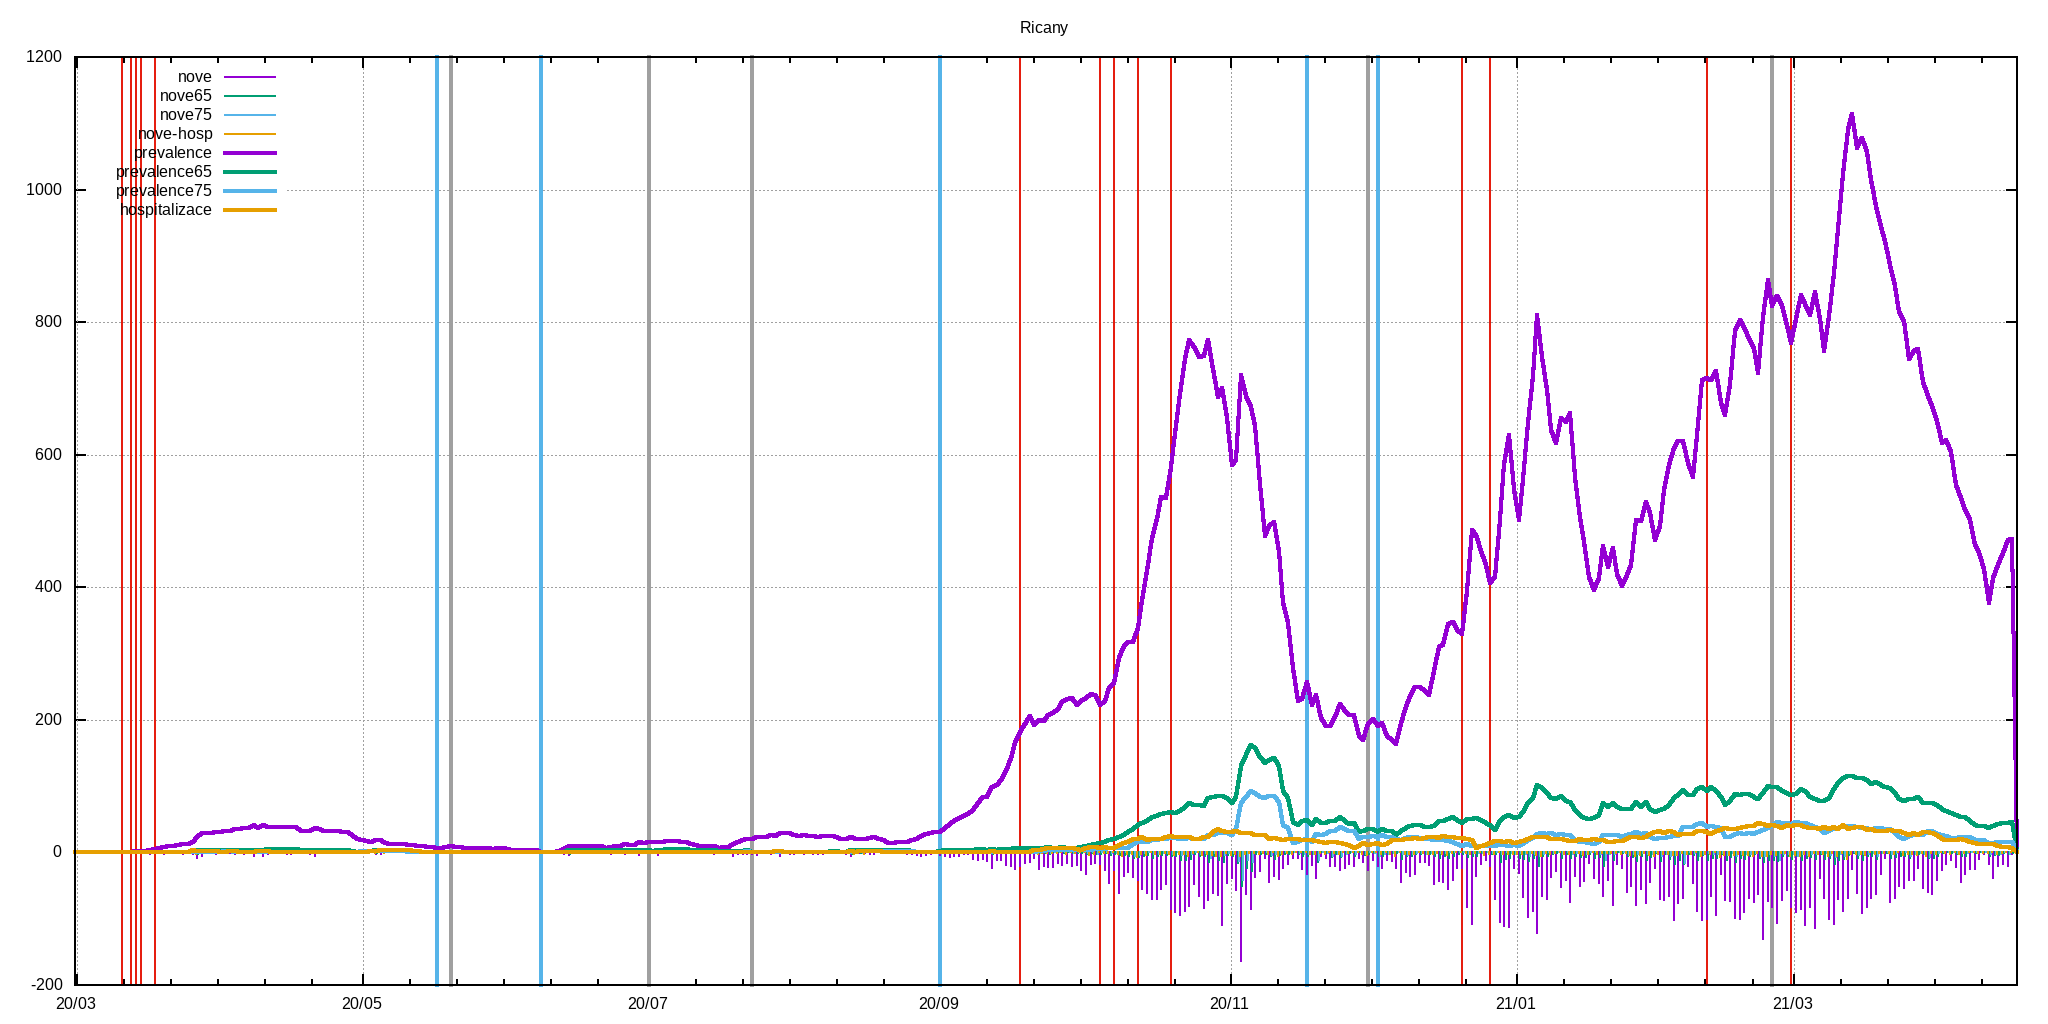 Ricany
1200
nove
nove65
nove75
nove-hosp
prevalence
prevalence65
prevalence75
hospitalizace
1000
800
600
400
200
0
-200
20/03 20/05 20/07 20/09 20/11 21/01 21/03